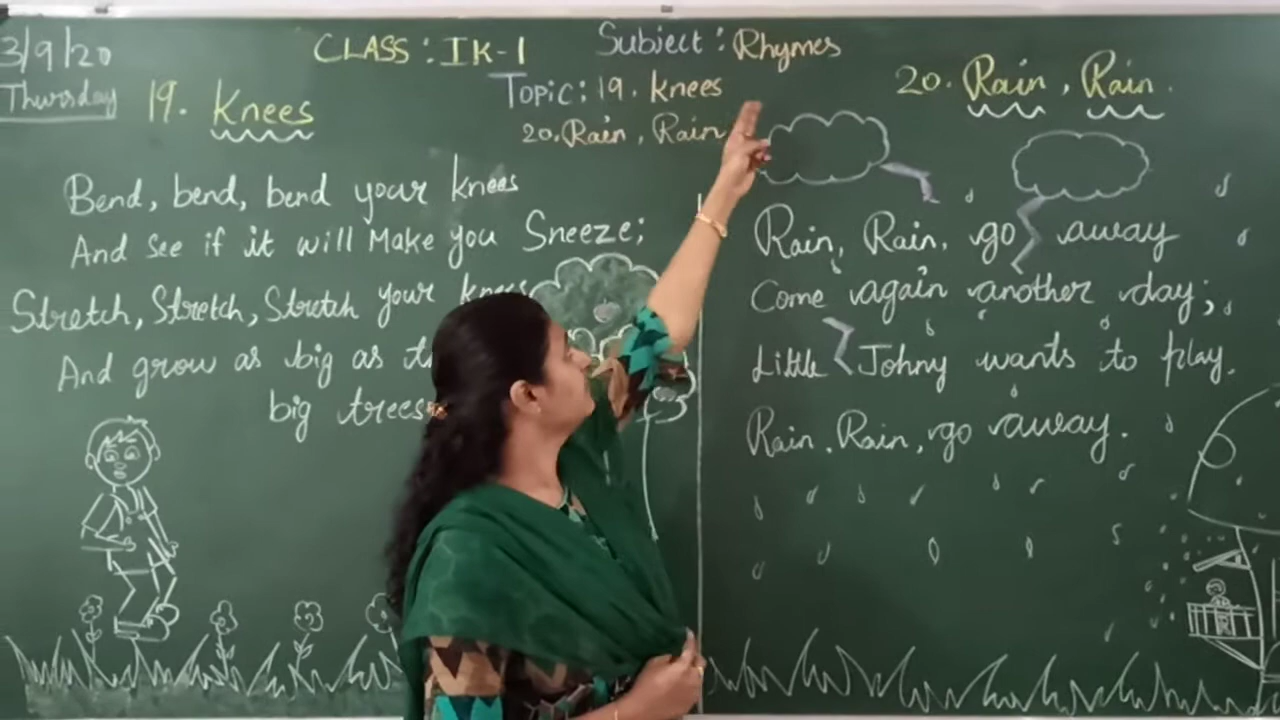 3/9/20
Thursday
CLASS : IK-1
Subject : Rhymes
Topic : 19. Knees
20. Rain, Rain
19. Knees
Bend, bend, bend your knees
And see if it will Make you Sneeze;
Stretch, Stretch, Stretch your knees
And grow as big as
big trees
20. Rain, Rain.
Rain, Rain, go away
Come again another day;
Little Johny wants to play.
Rain, Rain, go away.